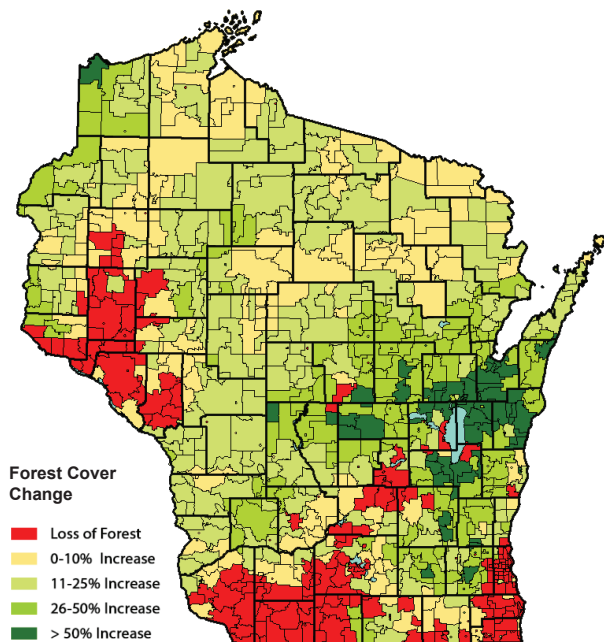 Forest Cover
Change
Loss of Forest
0-10% Increase
11-25% Increase
26-50% Increase
> 50% Increase